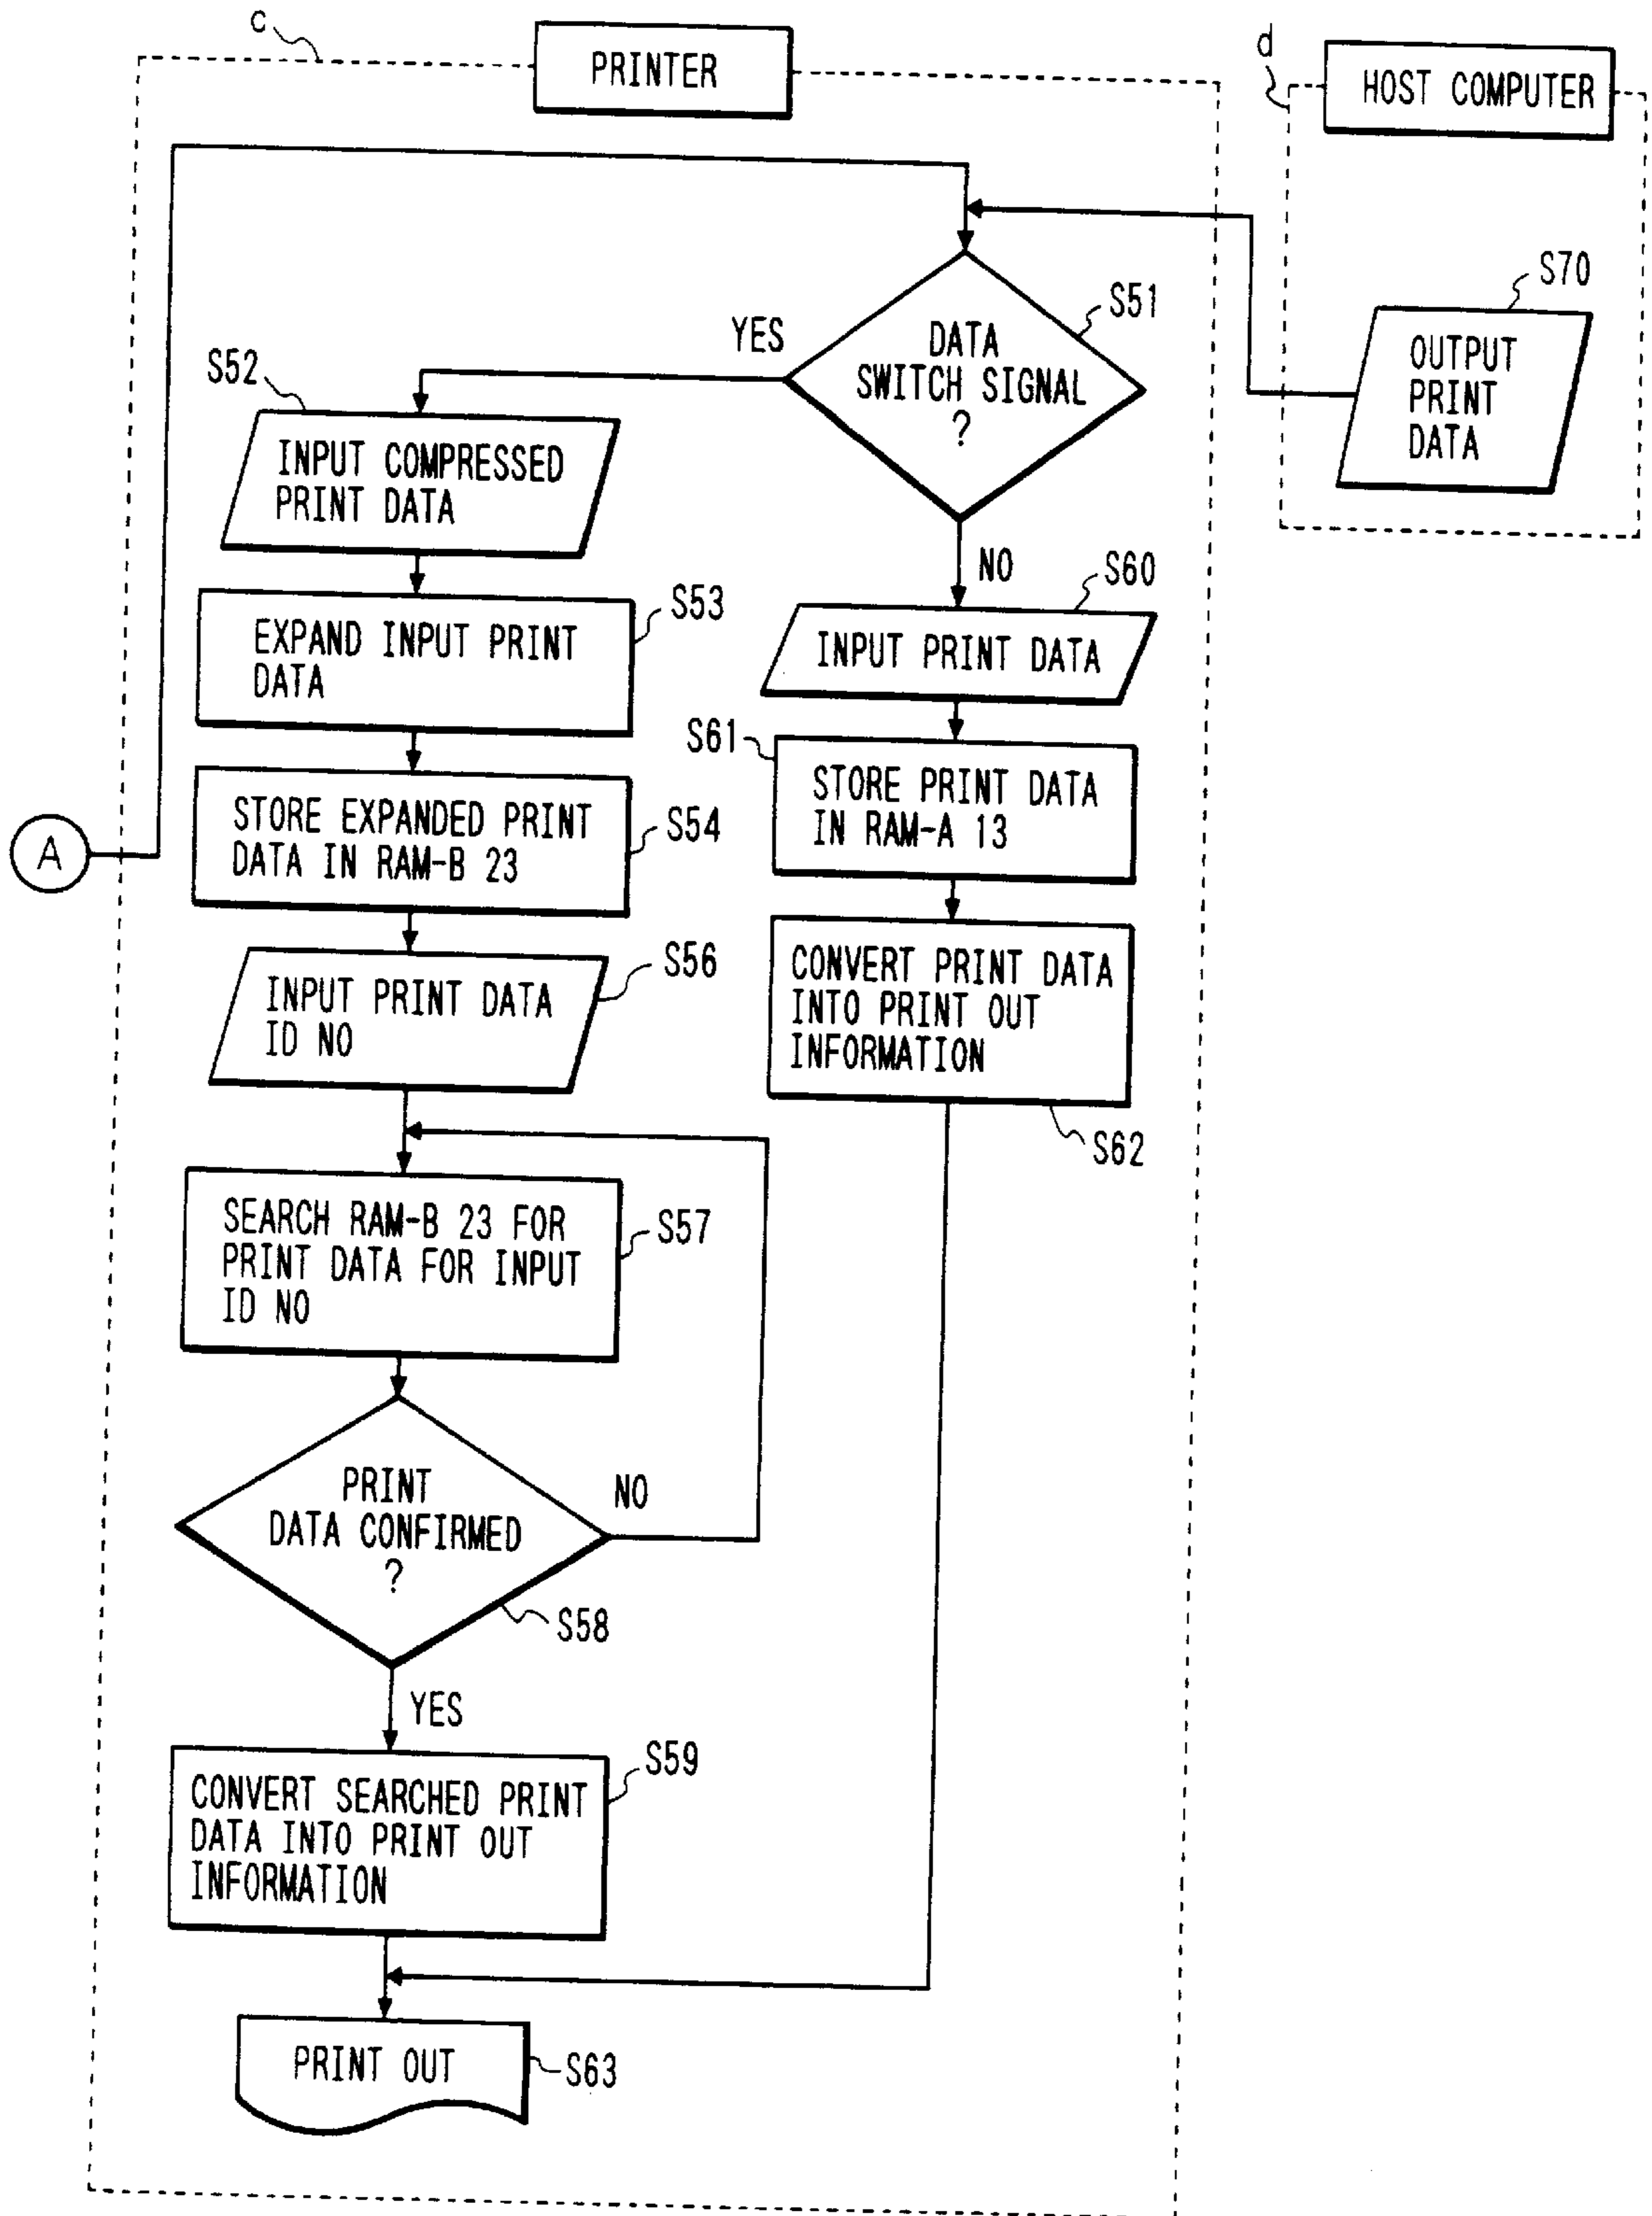 c
PRINTER
d
HOST COMPUTER
S70
OUTPUT
PRINT
DATA
S51
DATA
SWITCH SIGNAL
?
YES
NO
S52
INPUT COMPRESSED
PRINT DATA
S53
EXPAND INPUT PRINT
DATA
S54
STORE EXPANDED PRINT
DATA IN RAM-B 23
A
S56
INPUT PRINT DATA
ID NO
S57
SEARCH RAM-B 23 FOR
PRINT DATA FOR INPUT
ID NO
PRINT
DATA CONFIRMED
?
NO
S58
YES
S59
CONVERT SEARCHED PRINT
DATA INTO PRINT OUT
INFORMATION
S60
INPUT PRINT DATA
S61
STORE PRINT DATA
IN RAM-A 13
CONVERT PRINT DATA
INTO PRINT OUT
INFORMATION
S62
PRINT OUT
S63